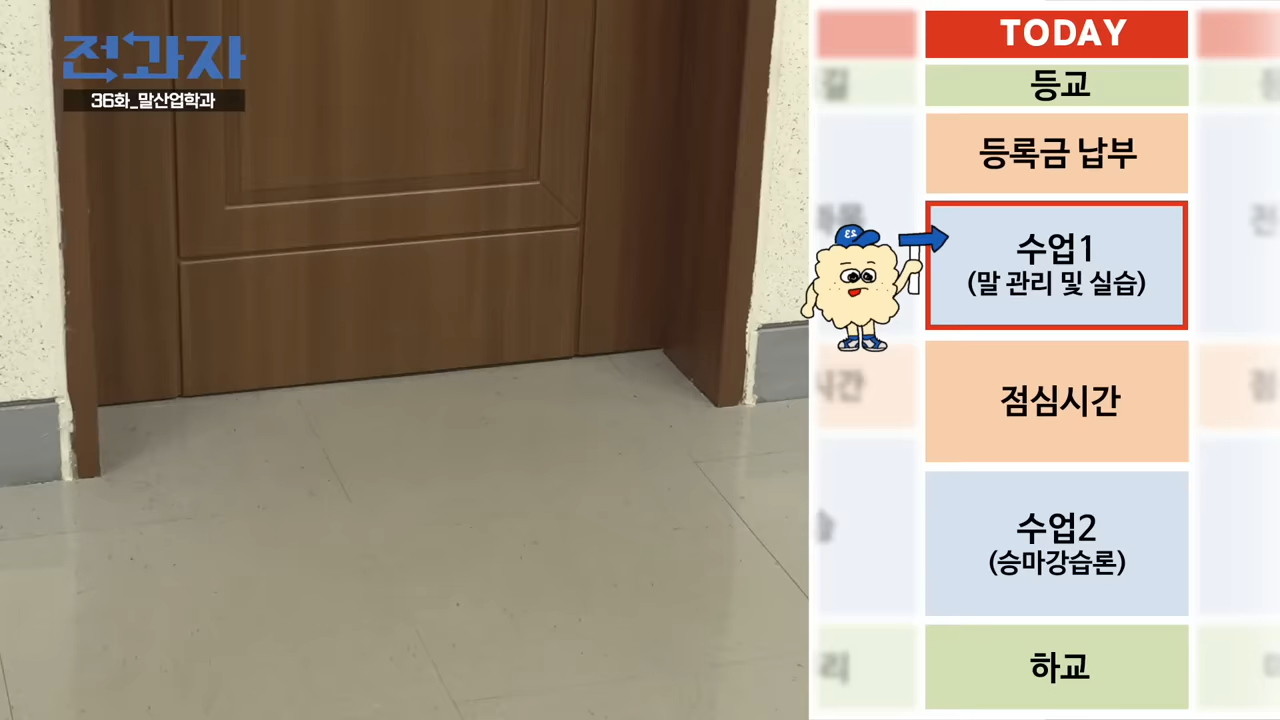 전과자
36화_말산업학과
TODAY
등교
등록금 납부
23
수업1
(말 관리 및 실습)
점심시간
수업2
(승마강습론)
하교